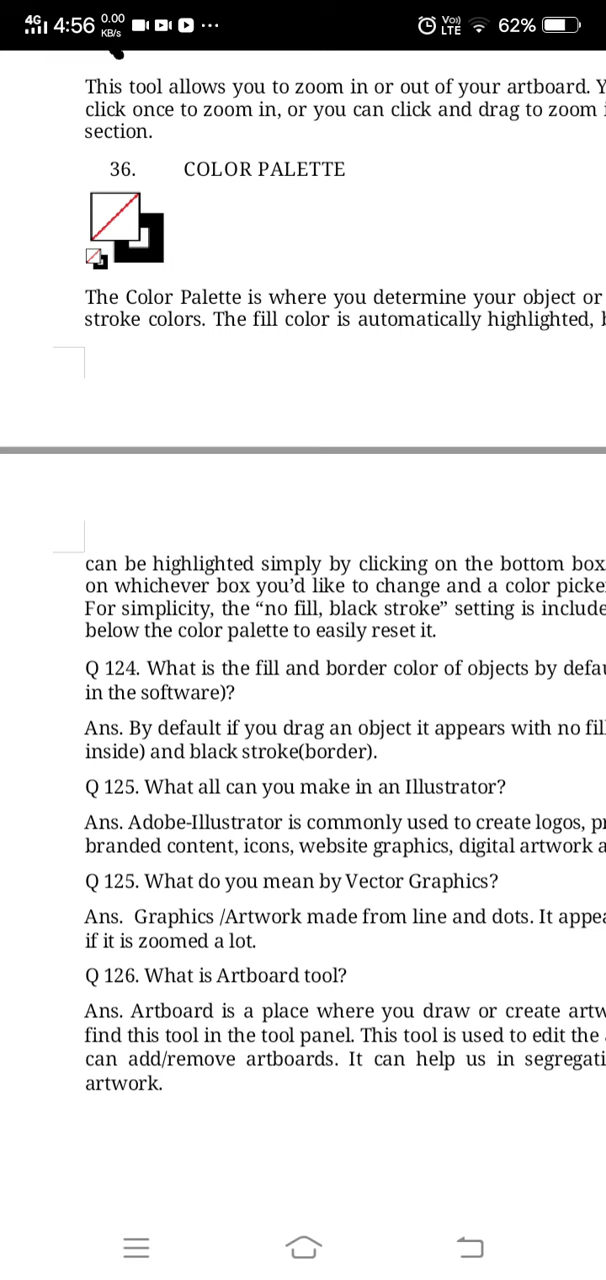 4G 4:56 0.00 KB/s ... Vo)) LTE 62%
This tool allows you to zoom in or out of your artboard.
click once to zoom in, or you can click and drag to zoom
section.
36. COLOR PALETTE
The Color Palette is where you determine your object or
stroke colors. The fill color is automatically highlighted,
can be highlighted simply by clicking on the bottom box
on whichever box you’d like to change and a color picke
For simplicity, the “no fill, black stroke” setting is include
below the color palette to easily reset it.
Q 124. What is the fill and border color of objects by defau
in the software)?
Ans. By default if you drag an object it appears with no fil
inside) and black stroke(border).
Q 125. What all can you make in an Illustrator?
Ans. Adobe-Illustrator is commonly used to create logos, pr
branded content, icons, website graphics, digital artwork a
Q 125. What do you mean by Vector Graphics?
Ans. Graphics /Artwork made from line and dots. It appea
if it is zoomed a lot.
Q 126. What is Artboard tool?
Ans. Artboard is a place where you draw or create artw
find this tool in the tool panel. This tool is used to edit the
can add/remove artboards. It can help us in segregati
artwork.